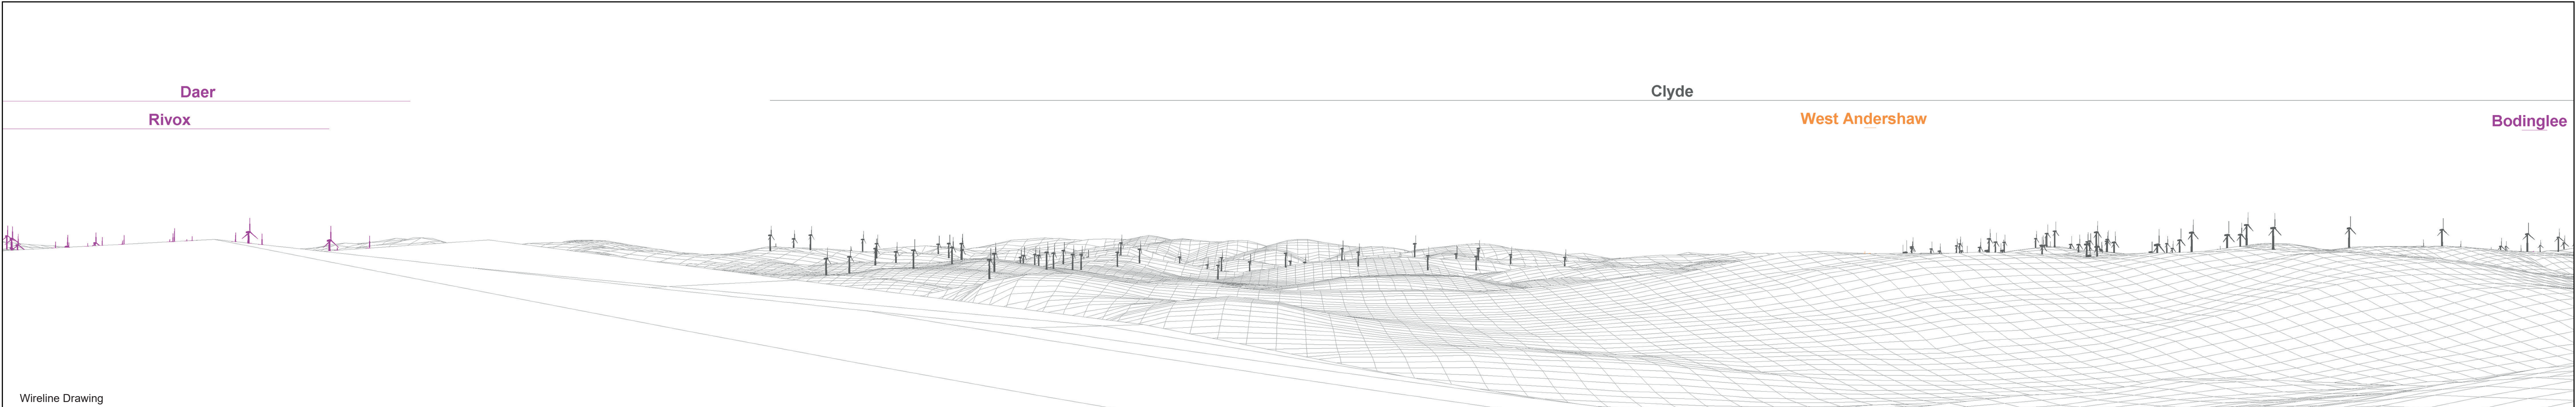 Daer
Clyde
Rivox
West Andershaw
Bodinglee
Wireline Drawing